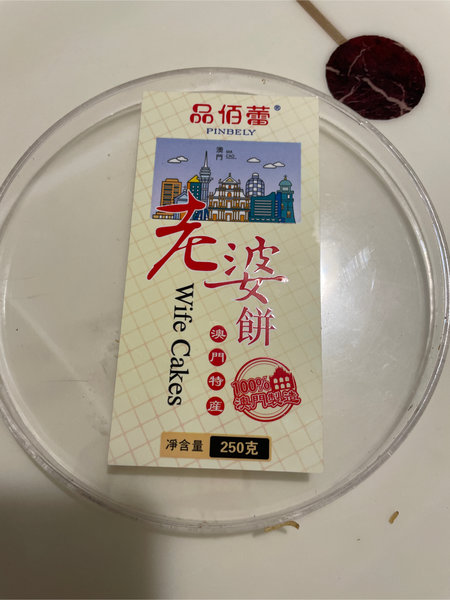 品佰蕾®
PINBELY
澳門
老婆餅
Wife Cakes
澳門特産
100%
澳門製造
淨含量 250克